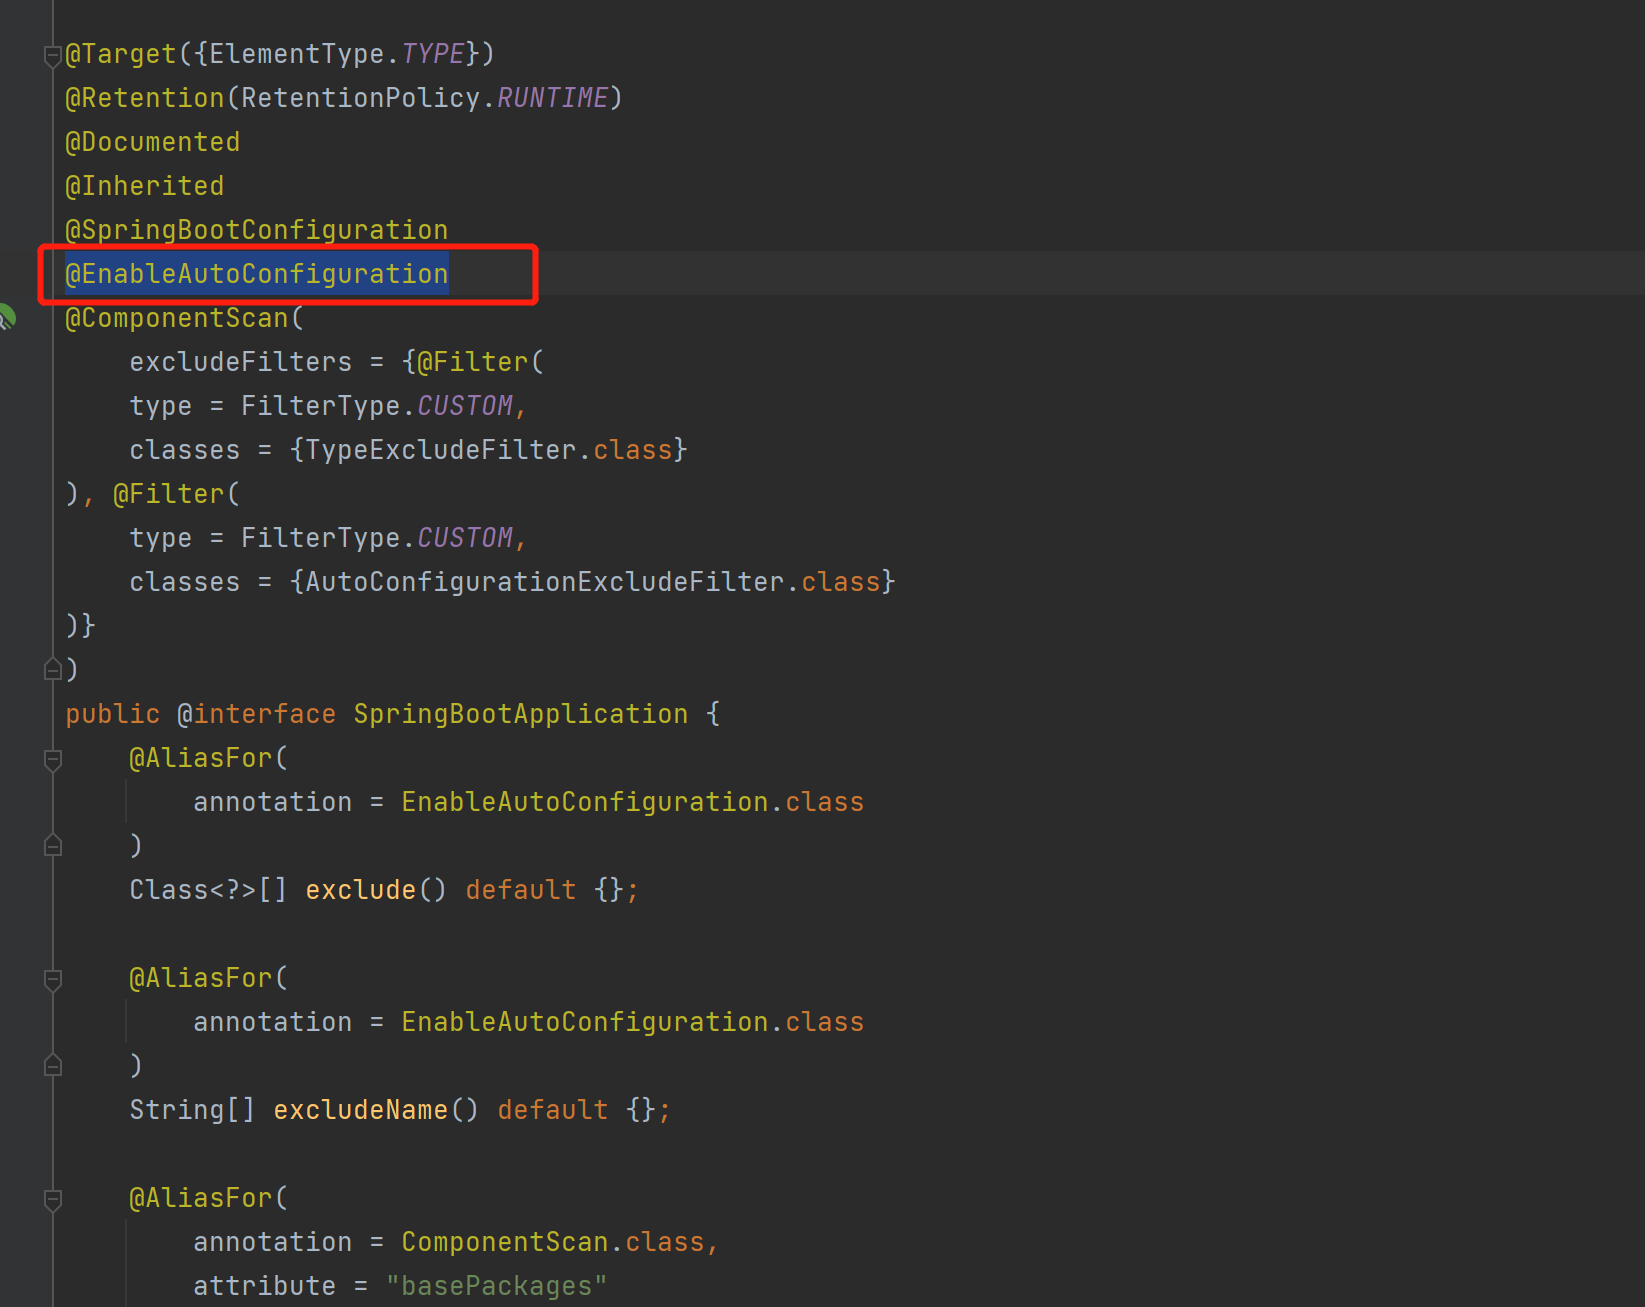 @Target({ElementType.TYPE})
@Retention(RetentionPolicy.RUNTIME)
@Documented
@Inherited
@SpringBootConfiguration
@EnableAutoConfiguration
@ComponentScan(
    excludeFilters = {@Filter(
    type = FilterType.CUSTOM,
    classes = {TypeExcludeFilter.class}
), @Filter(
    type = FilterType.CUSTOM,
    classes = {AutoConfigurationExcludeFilter.class}
)}
)
public @interface SpringBootApplication {
    @AliasFor(
        annotation = EnableAutoConfiguration.class
    )
    Class<?>[] exclude() default {};
    @AliasFor(
        annotation = EnableAutoConfiguration.class
    )
    String[] excludeName() default {};
    @AliasFor(
        annotation = ComponentScan.class,
        attribute = "basePackages"